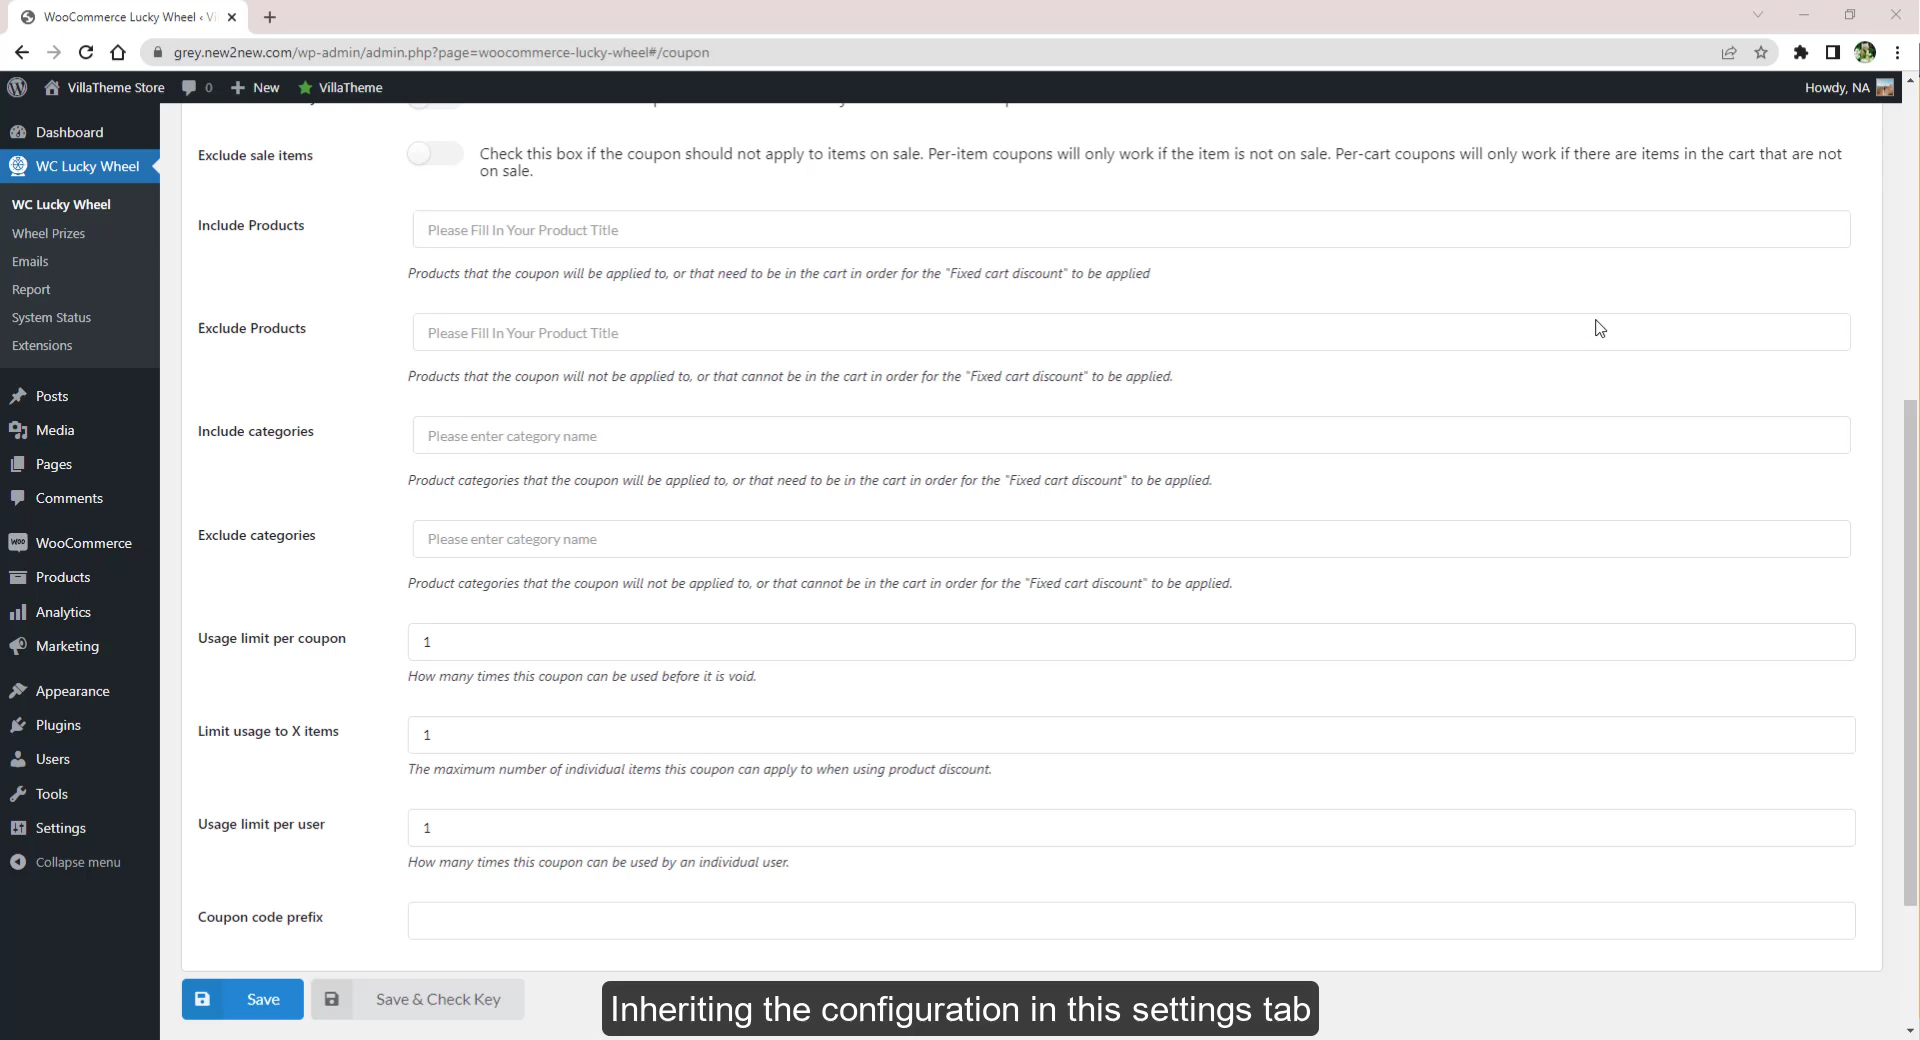 WooCommerce Lucky Wheel ‹ Vi
grey.new2new.com/wp-admin/admin.php?page=woocommerce-lucky-wheel#/coupon
VillaTheme Store
0
New
VillaTheme
Howdy, NA
Dashboard
WC Lucky Wheel
WC Lucky Wheel
Wheel Prizes
Emails
Report
System Status
Extensions
Posts
Media
Pages
Comments
WooCommerce
Products
Analytics
Marketing
Appearance
Plugins
Users
Tools
Settings
Collapse menu
Exclude sale items
Check this box if the coupon should not apply to items on sale. Per-item coupons will only work if the item is not on sale. Per-cart coupons will only work if there are items in the cart that are not
on sale.
Include Products
Please Fill In Your Product Title
Products that the coupon will be applied to, or that need to be in the cart in order for the "Fixed cart discount" to be applied
Exclude Products
Please Fill In Your Product Title
Products that the coupon will not be applied to, or that cannot be in the cart in order for the "Fixed cart discount" to be applied.
Include categories
Please enter category name
Product categories that the coupon will be applied to, or that need to be in the cart in order for the "Fixed cart discount" to be applied.
Exclude categories
Please enter category name
Product categories that the coupon will not be applied to, or that cannot be in the cart in order for the "Fixed cart discount" to be applied.
Usage limit per coupon
1
How many times this coupon can be used before it is void.
Limit usage to X items
1
The maximum number of individual items this coupon can apply to when using product discount.
Usage limit per user
1
How many times this coupon can be used by an individual user.
Coupon code prefix
Save
Save & Check Key
Inheriting the configuration in this settings tab